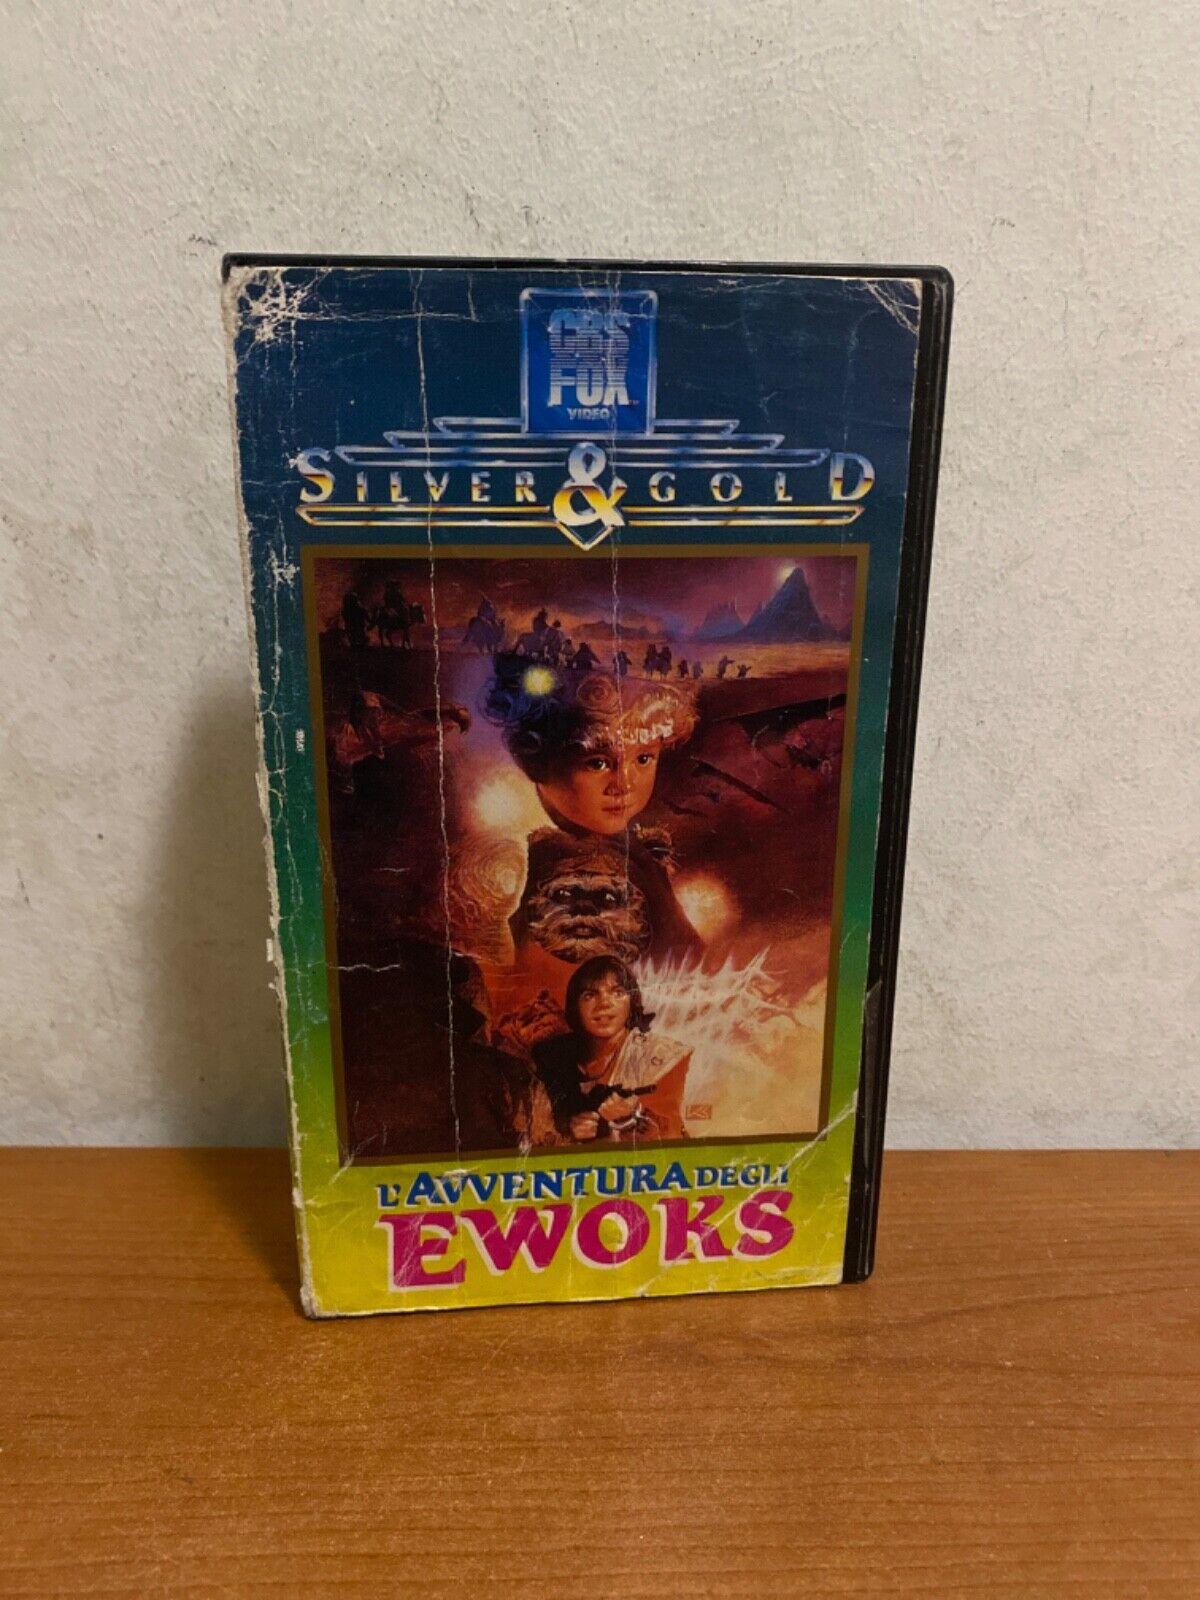 CBS
FOX
VIDEO
SILVER & GOLD
L'AVVENTURA DEGLI
EWOKS